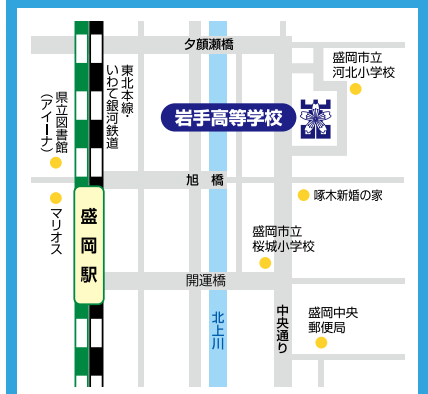 夕顔瀬橋
盛岡市立
河北小学校
東北本線・
いわて銀河鉄道
県立図書館
（アイーナ）
岩手高等学校
旭橋
啄木新婚の家
マリオス
盛岡駅
盛岡市立
桜城小学校
開運橋
北上川
中央通り
盛岡中央
郵便局